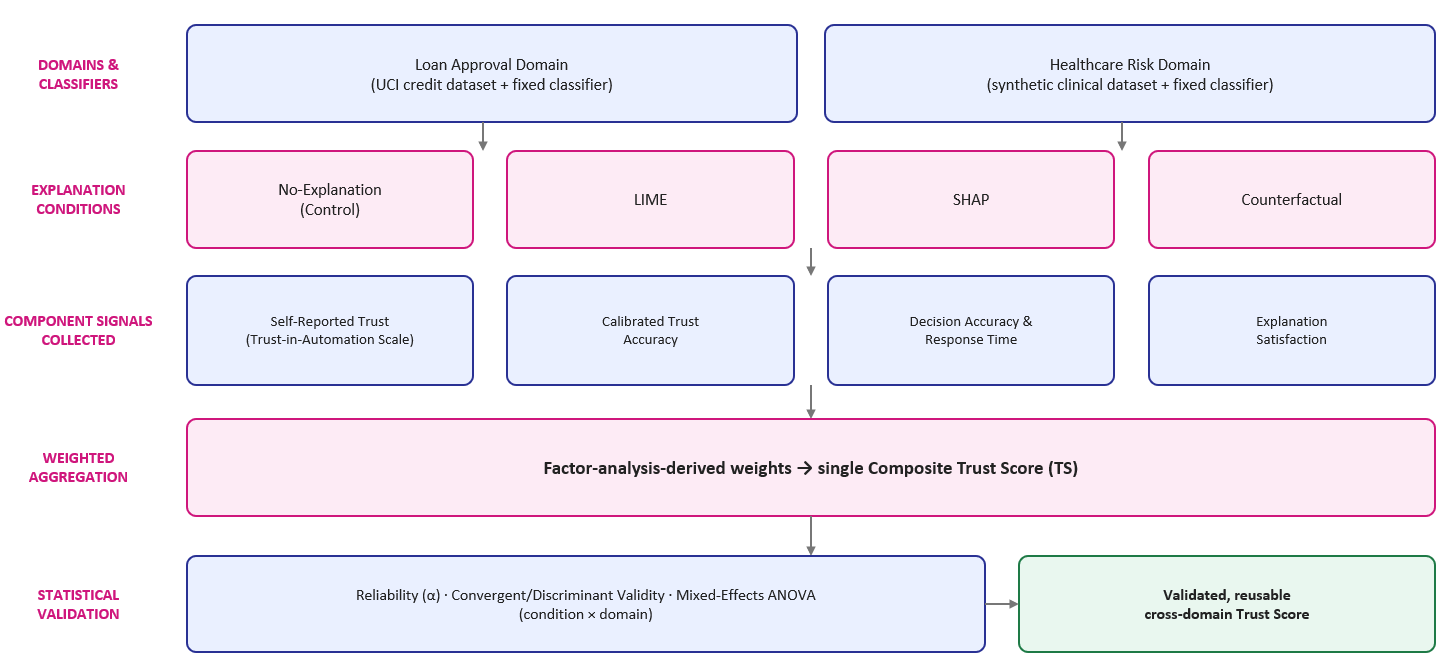 DOMAINS &
CLASSIFIERS
Loan Approval Domain
(UCI credit dataset + fixed classifier)
Healthcare Risk Domain
(synthetic clinical dataset + fixed classifier)
EXPLANATION
CONDITIONS
No-Explanation
(Control)
LIME
SHAP
Counterfactual
COMPONENT SIGNALS
COLLECTED
Self-Reported Trust
(Trust-in-Automation Scale)
Calibrated Trust
Accuracy
Decision Accuracy &
Response Time
Explanation
Satisfaction
WEIGHTED
AGGREGATION
Factor-analysis-derived weights → single Composite Trust Score (TS)
STATISTICAL
VALIDATION
Reliability (α) · Convergent/Discriminant Validity · Mixed-Effects ANOVA
(condition × domain)
Validated, reusable
cross-domain Trust Score